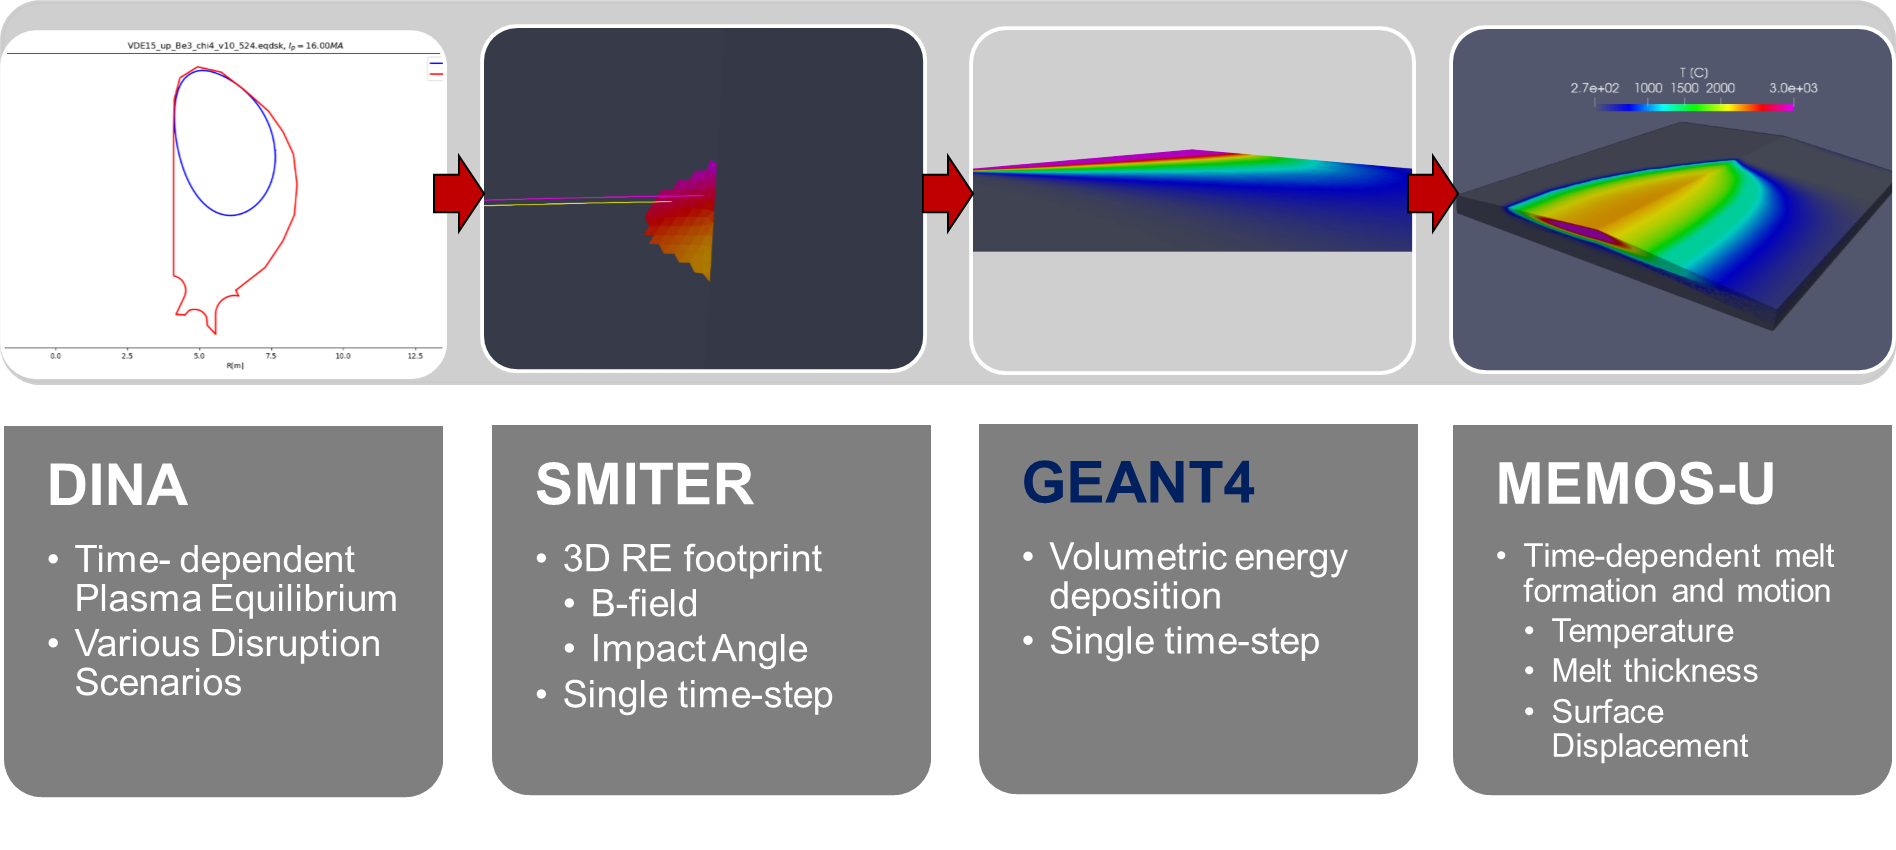 VDE15_up_Be3_chi4_v10_524.eqdsk, Ip = 16.00MA
0.0 2.5 5.0 7.5 10.0 12.5
R[m]
T [C]
2.7e+02 1000 1500 2000 3.0e+03
DINA
• Time- dependent
Plasma Equilibrium
• Various Disruption
Scenarios
SMITER
• 3D RE footprint
• B-field
• Impact Angle
• Single time-step
GEANT4
• Volumetric energy
deposition
• Single time-step
MEMOS-U
• Time-dependent melt
formation and motion
• Temperature
• Melt thickness
• Surface
Displacement